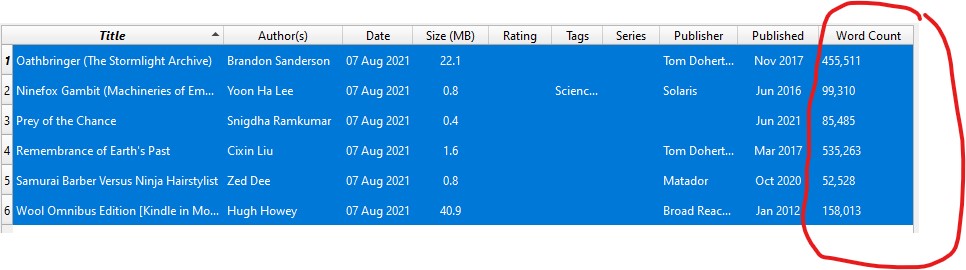 Title Author(s) Date Size (MB) Rating Tags Series Publisher Published Word Count
1 Oathbringer (The Stormlight Archive) Brandon Sanderson 07 Aug 2021 22.1 Tom Dohert... Nov 2017 455,511
2 Ninefox Gambit (Machineries of Em... Yoon Ha Lee 07 Aug 2021 0.8 Scienc... Solaris Jun 2016 99,310
3 Prey of the Chance Snigdha Ramkumar 07 Aug 2021 0.4 Jun 2021 85,485
4 Remembrance of Earth's Past Cixin Liu 07 Aug 2021 1.6 Tom Dohert... Mar 2017 535,263
5 Samurai Barber Versus Ninja Hairstylist Zed Dee 07 Aug 2021 0.8 Matador Oct 2020 52,528
6 Wool Omnibus Edition [Kindle in Mo... Hugh Howey 07 Aug 2021 40.9 Broad Reac... Jan 2012 158,013